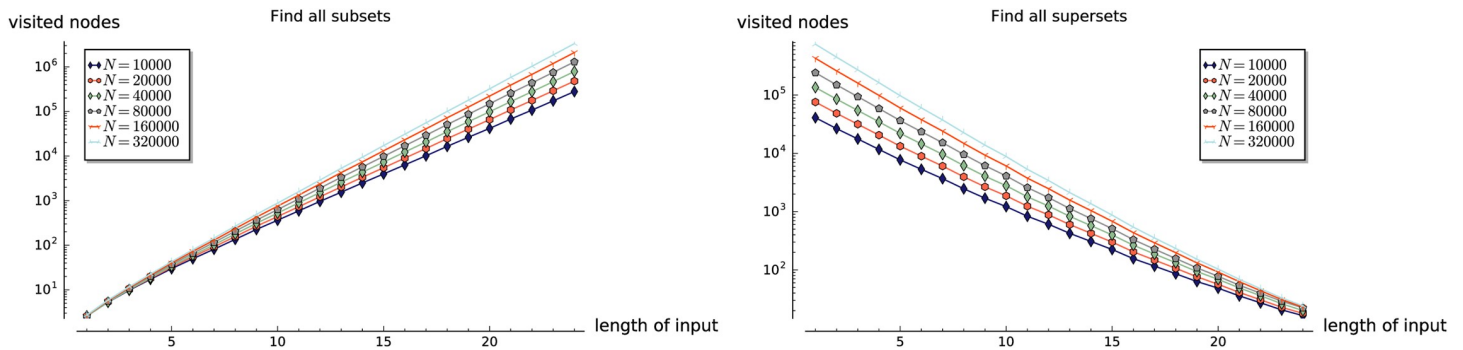 Find all subsets
visited nodes
N = 10000
N = 20000
N = 40000
N = 80000
N = 160000
N = 320000
10^6
10^5
10^4
10^3
10^2
10^1
5
10
15
20
length of input
Find all supersets
visited nodes
N = 10000
N = 20000
N = 40000
N = 80000
N = 160000
N = 320000
10^5
10^4
10^3
10^2
5
10
15
20
length of input